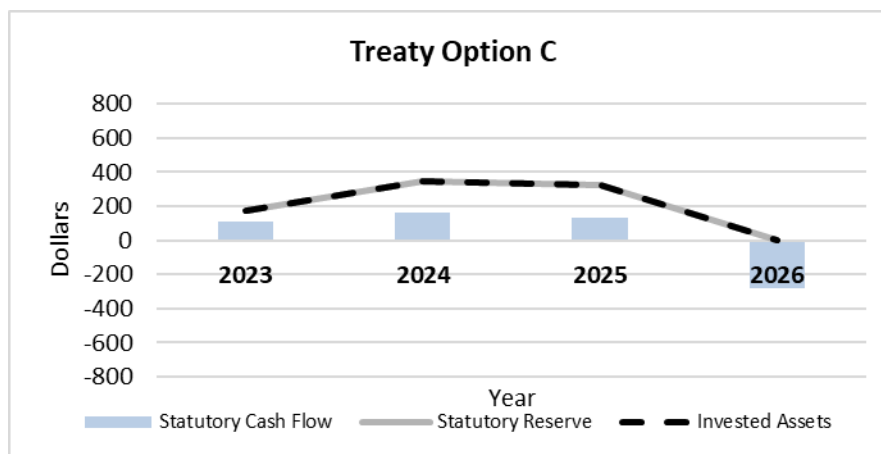 Treaty Option C
800
600
400
200
0
-200
-400
-600
-800
Dollars
2023 2024 2025 2026
Year
Statutory Cash Flow Statutory Reserve Invested Assets